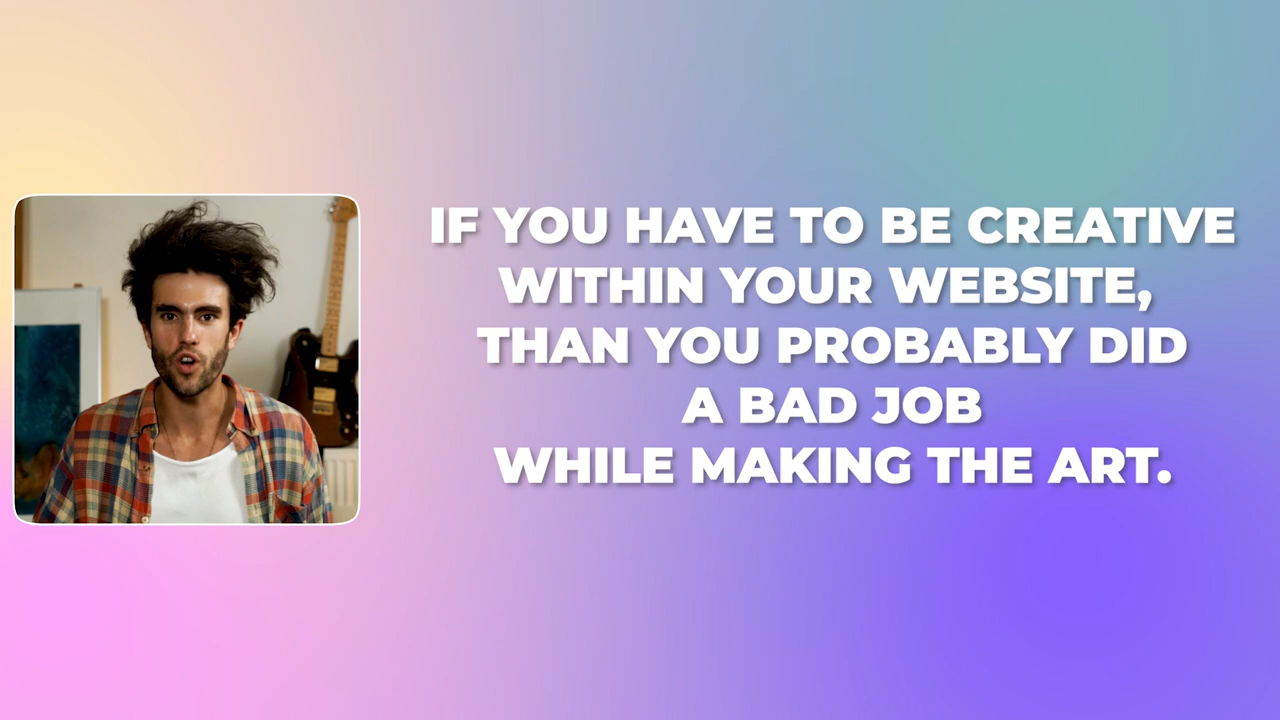 IF YOU HAVE TO BE CREATIVE
WITHIN YOUR WEBSITE,
THAN YOU PROBABLY DID
A BAD JOB
WHILE MAKING THE ART.